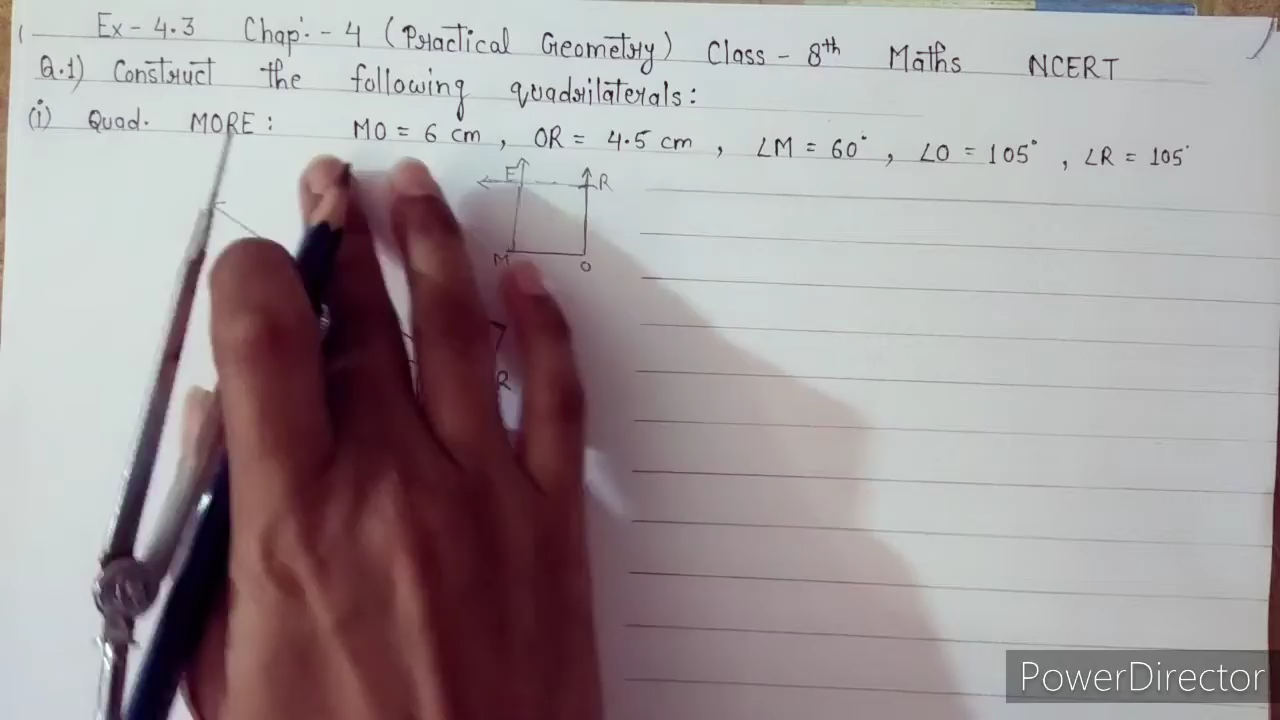 Ex - 4.3 Chap:- 4 (Practical Geometry) Class - 8th Maths NCERT
Q.1) Construct the following quadrilaterals:
(i) Quad. MORE: MO = 6 cm, OR = 4.5 cm, ∠M = 60°, ∠O = 105°, ∠R = 105°
E R
M O
R
PowerDirector